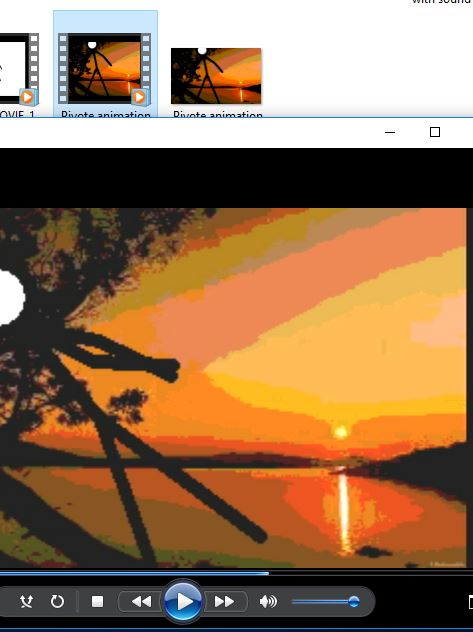 with sound
OVIE 1
Pivote animation
Pivote animation